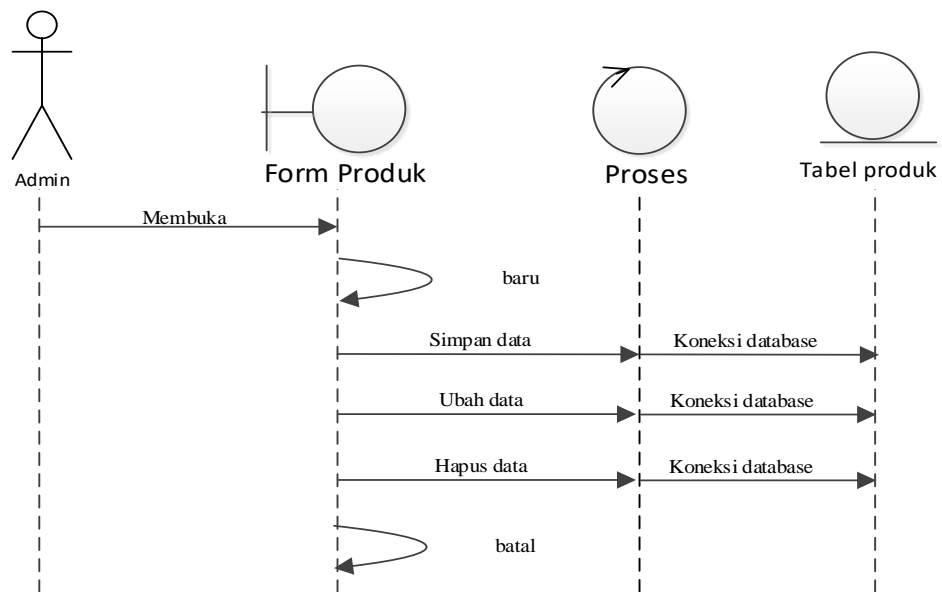 Admin
Form Produk
Proses
Tabel produk
Membuka
baru
Simpan data
Koneksi database
Ubah data
Koneksi database
Hapus data
Koneksi database
batal